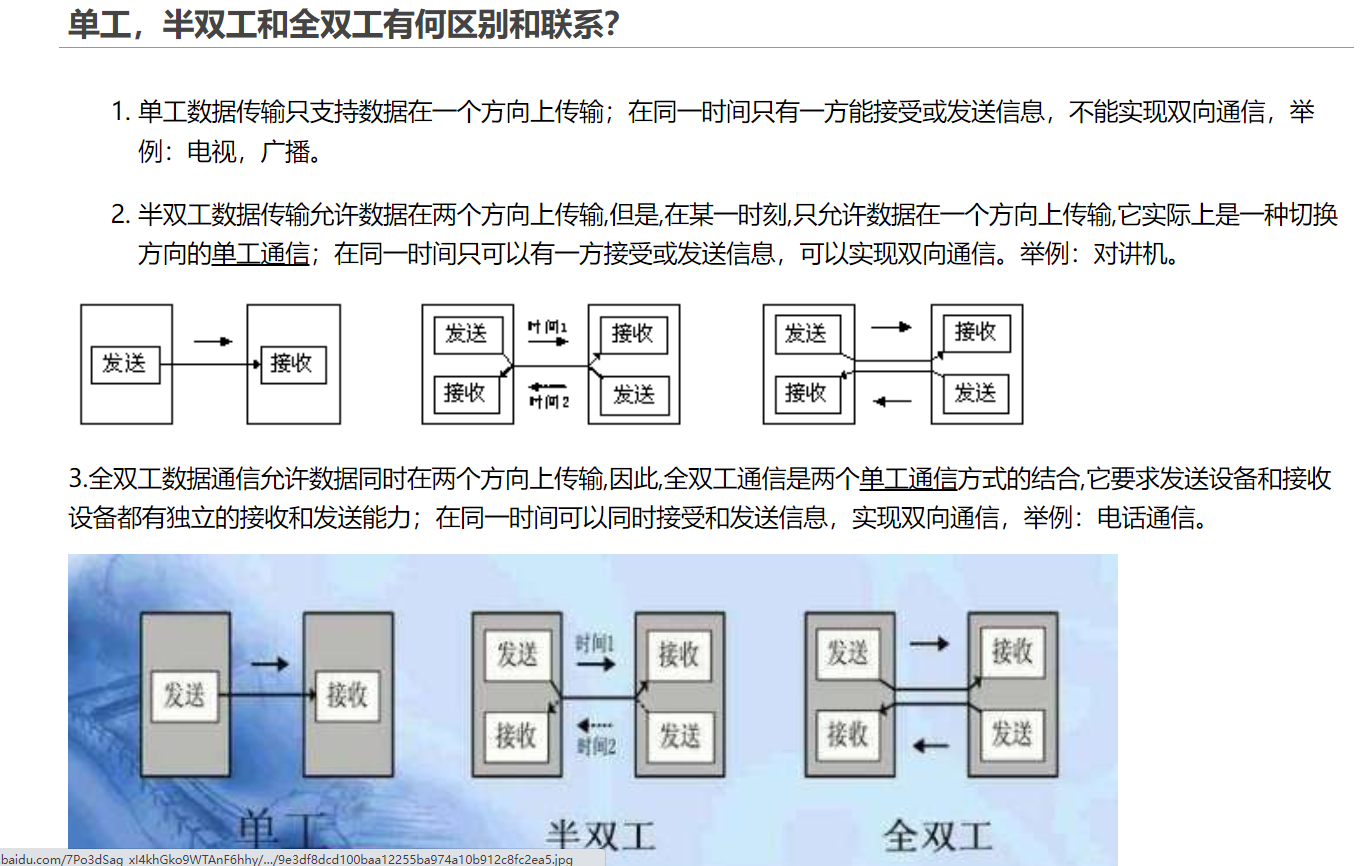 单工，半双工和全双工有何区别和联系？
1. 单工数据传输只支持数据在一个方向上传输；在同一时间只有一方能接受或发送信息，不能实现双向通信，举
例：电视，广播。
2. 半双工数据传输允许数据在两个方向上传输,但是,在某一时刻,只允许数据在一个方向上传输,它实际上是一种切换
方向的单工通信；在同一时间只可以有一方接受或发送信息，可以实现双向通信。举例：对讲机。
发送 接收
发送 时间1 接收
接收 时间2 发送
发送 接收
接收 发送
3.全双工数据通信允许数据同时在两个方向上传输,因此,全双工通信是两个单工通信方式的结合,它要求发送设备和接收
设备都有独立的接收和发送能力；在同一时间可以同时接受和发送信息，实现双向通信，举例：电话通信。
发送 接收
发送 时间1 接收
接收 时间2 发送
发送 接收
接收 发送
单工 半双工 全双工
baidu.com/7Po3dSag_xI4khGko9WTAnF6hhy/.../9e3df8dcd100baa12255ba974a10b912c8fc2ea5.jpg